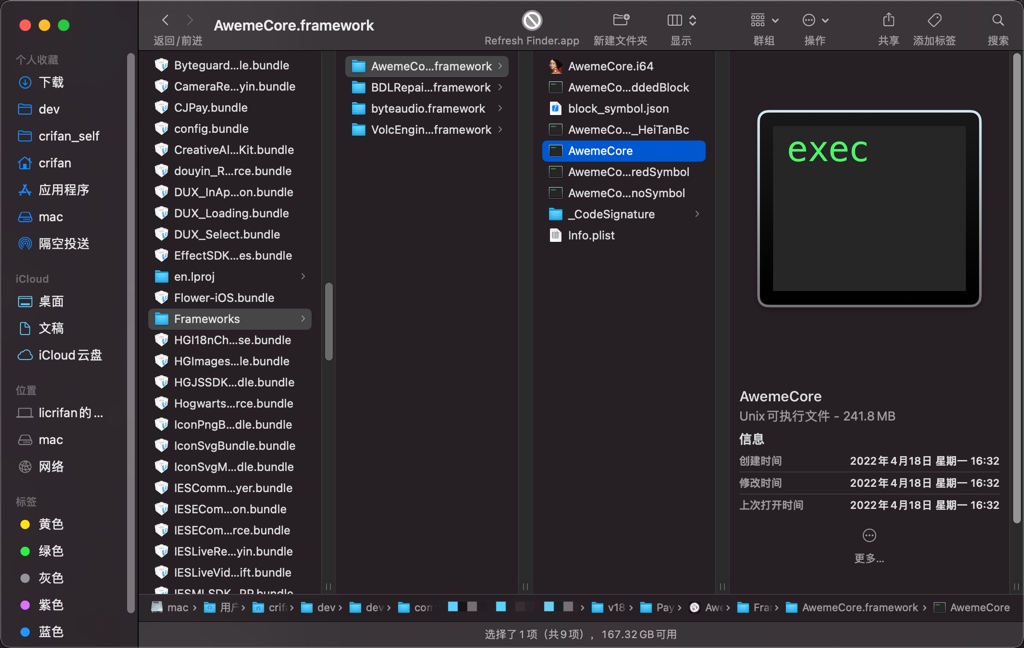 AwemeCore.framework
返回/前进
Refresh Finder.app
新建文件夹
显示
群组
操作
共享
添加标签
搜索
个人收藏
下载
dev
crifan_self
crifan
应用程序
mac
隔空投送
iCloud
桌面
文稿
iCloud云盘
位置
licrifan的 ...
mac
网络
标签
黄色
绿色
灰色
紫色
蓝色
Byteguard...le.bundle
CameraRe...yin.bundle
CJPay.bundle
config.bundle
CreativeAI...Kit.bundle
douyin_R...rce.bundle
DUX_InAp...on.bundle
DUX_Loading.bundle
DUX_Select.bundle
EffectSDK...es.bundle
en.lproj
Flower-iOS.bundle
Frameworks
HGI18nCh...se.bundle
HGImages...le.bundle
HGJSSDK...dle.bundle
Hogwarts...rce.bundle
IconPngB...dle.bundle
IconSvgBundle.bundle
IconSvgM...dle.bundle
IESComm...yer.bundle
IESECom...on.bundle
IESECom...rce.bundle
IESLiveRe...yin.bundle
IESLiveVid...ift.bundle
AwemeCo...framework
BDLRepai...framework
byteaudio.framework
VolcEngin...framework
AwemeCore.i64
AwemeCo...ddedBlock
block_symbol.json
AwemeCo..._HeiTanBc
AwemeCore
AwemeCo...redSymbol
AwemeCo...noSymbol
_CodeSignature
Info.plist
exec
AwemeCore
Unix可执行文件 - 241.8 MB
信息
创建时间 2022年4月18日 星期一 16:32
修改时间 2022年4月18日 星期一 16:32
上次打开时间 2022年4月18日 星期一 16:32
更多...
mac › 用户 › crif › dev › dev › con › v18 › Pay › Awe › Fra › AwemeCore.framework › AwemeCore
选择了1项（共9项），167.32 GB可用